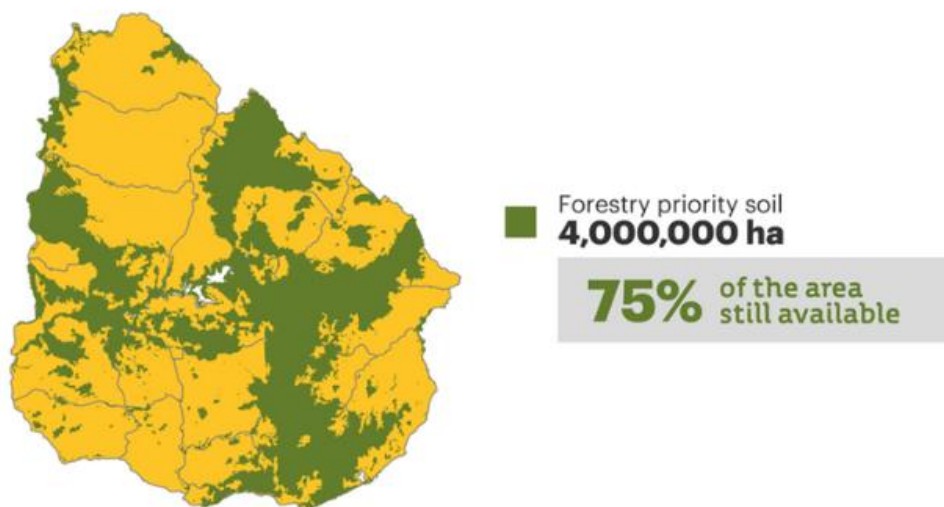 Forestry priority soil
4,000,000 ha
75% of the area
still available